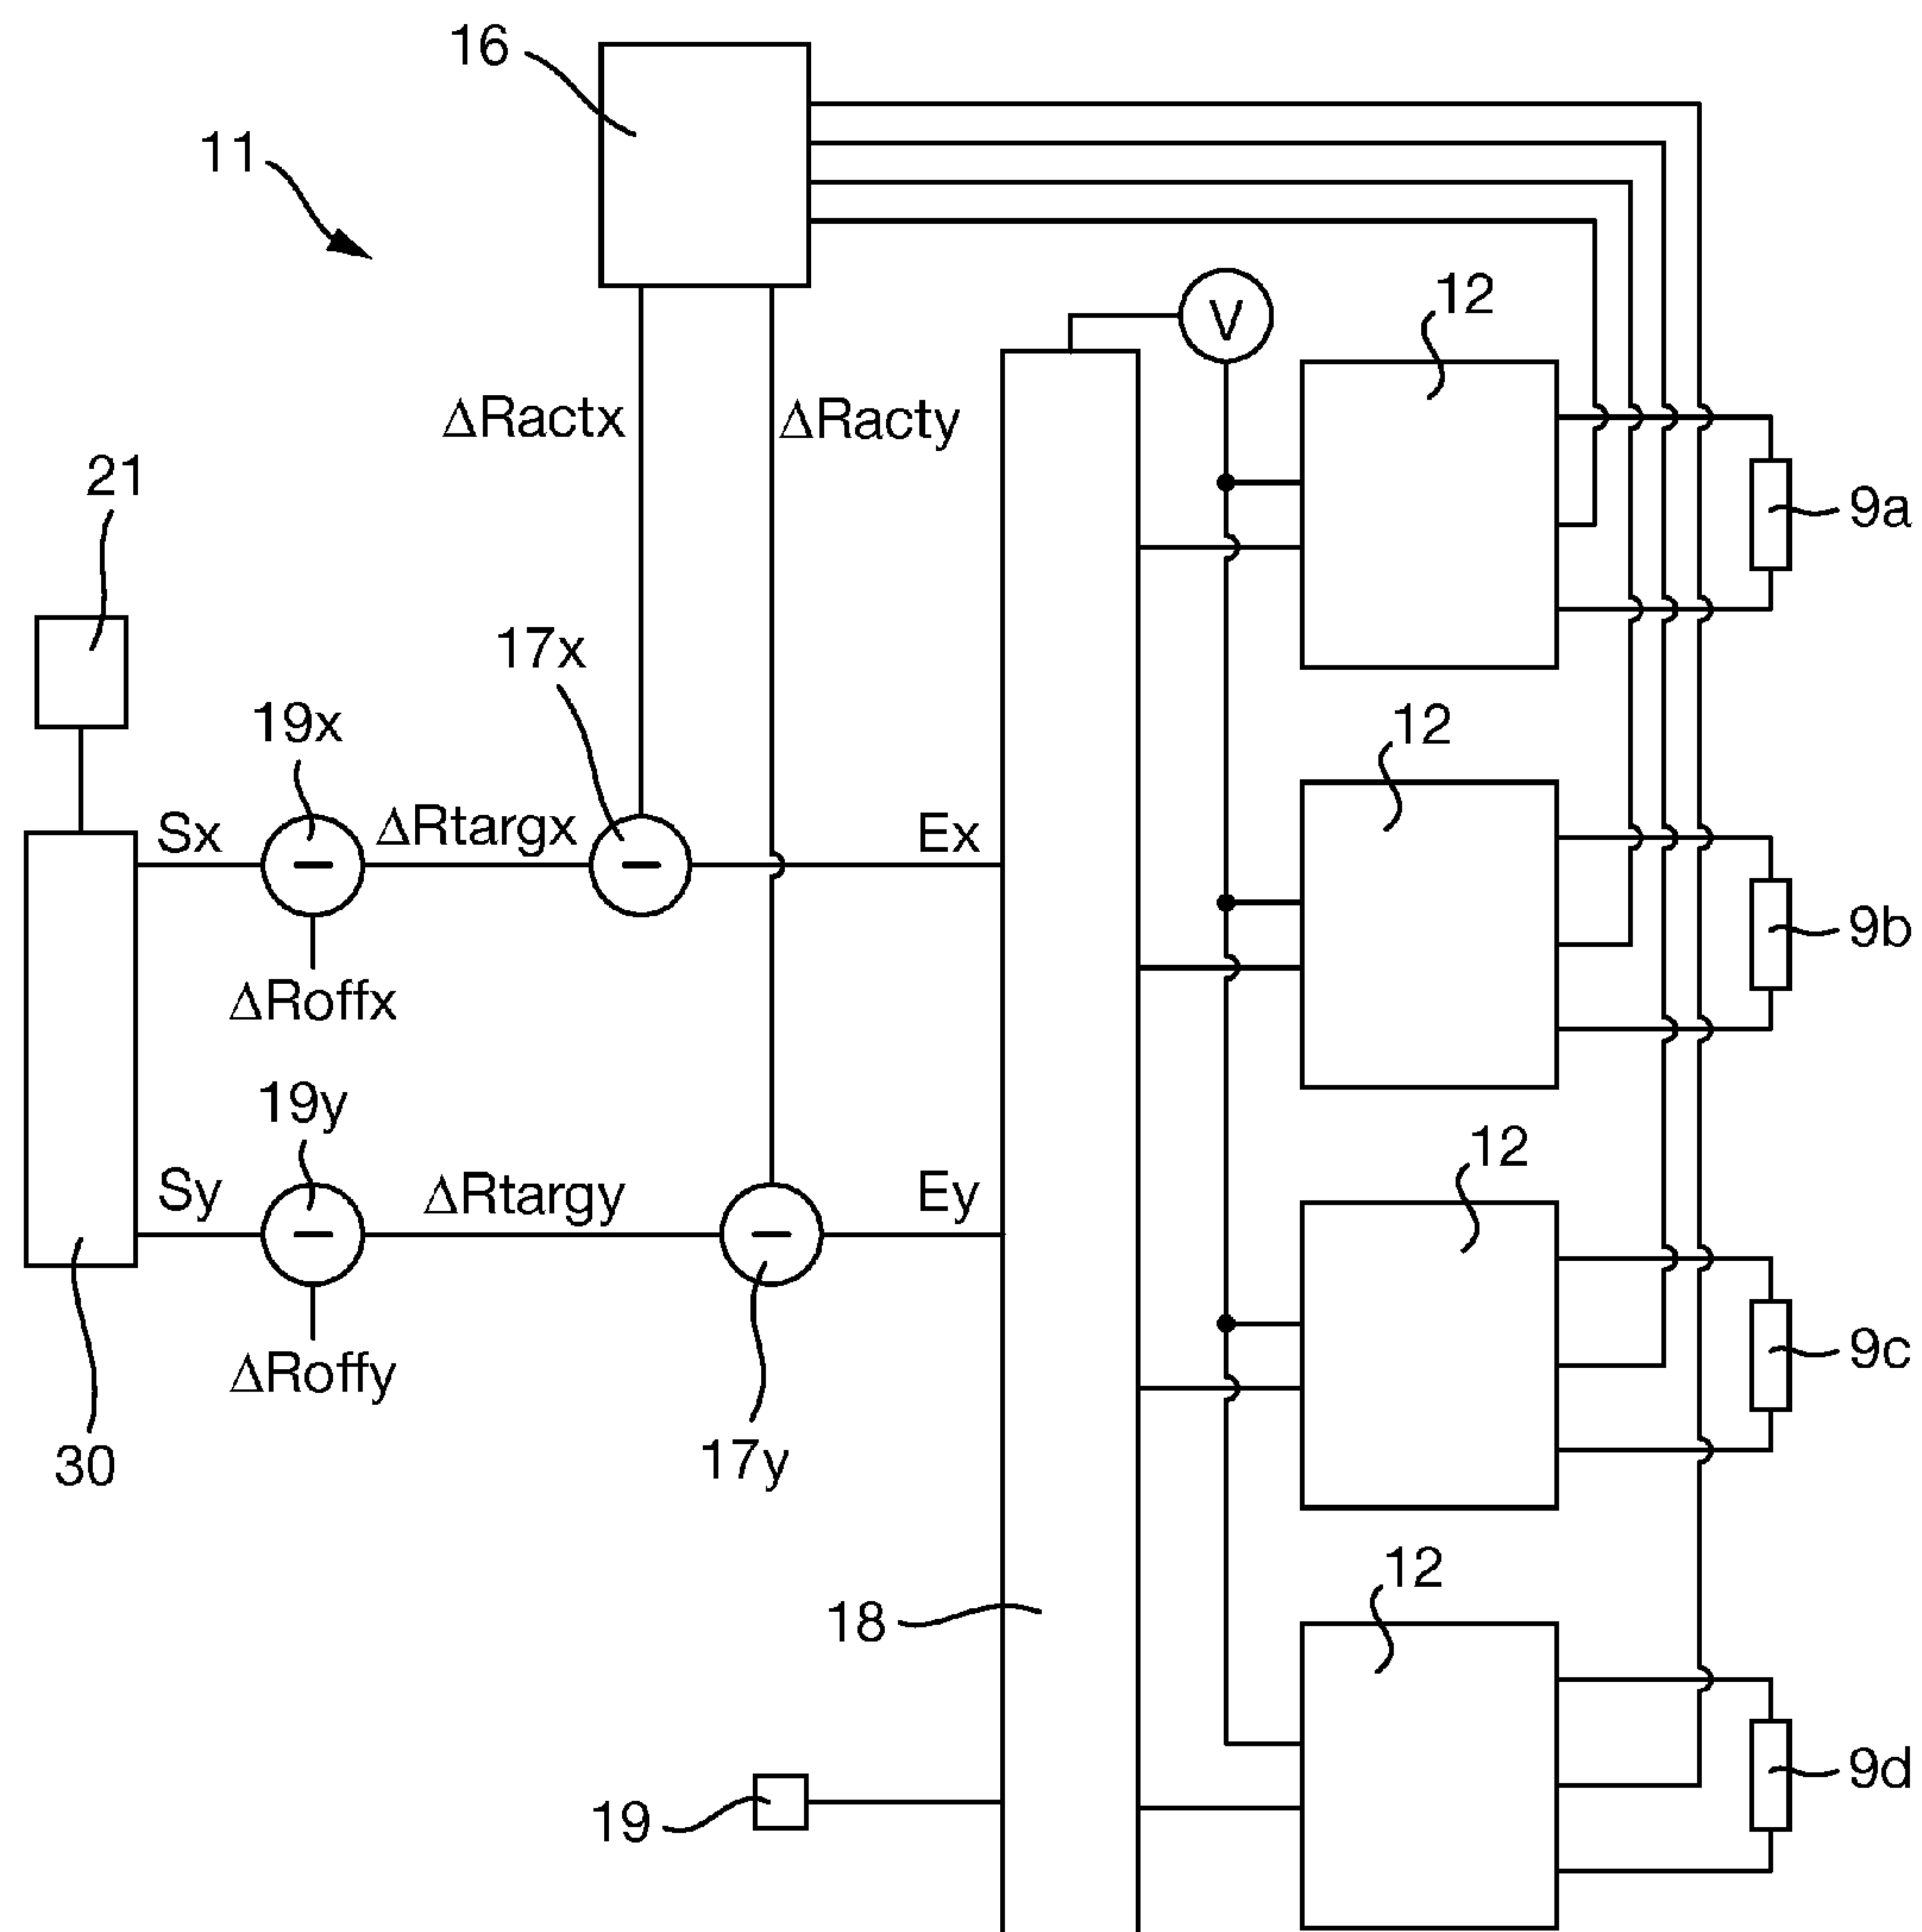 16
11
V
12
ΔRactx
ΔRacty
21
9a
17x
12
19x
Sx
ΔRtargx
Ex
9b
ΔRoffx
19y
12
Sy
ΔRtargy
Ey
9c
ΔRoffy
30
17y
12
18
9d
19